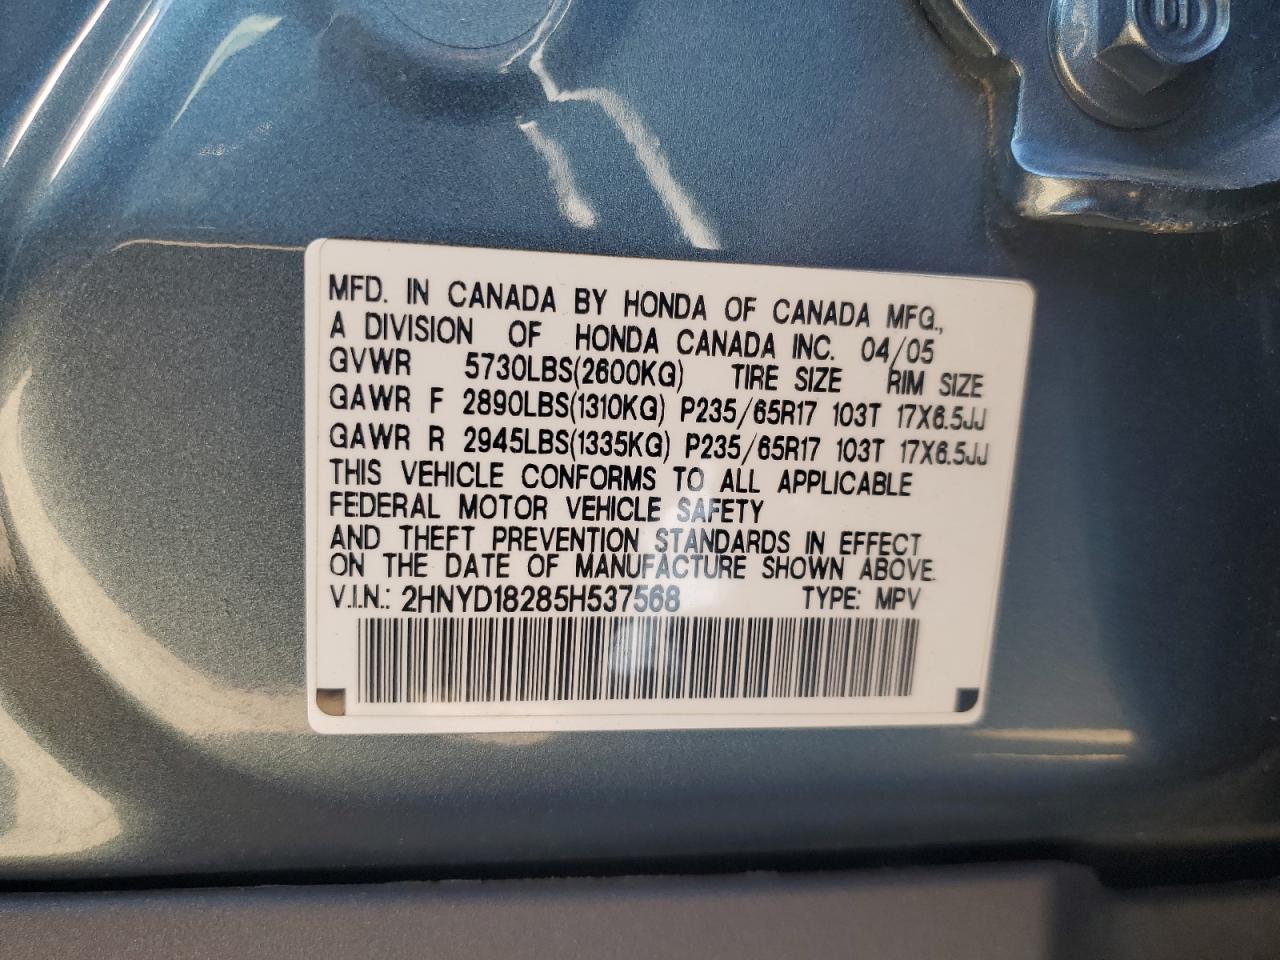 MFD. IN CANADA BY HONDA OF CANADA MFG.,
A DIVISION OF HONDA CANADA INC. 04/05
GVWR 5730LBS(2600KG) TIRE SIZE RIM SIZE
GAWR F 2890LBS(1310KG) P235/65R17 103T 17X6.5JJ
GAWR R 2945LBS(1335KG) P235/65R17 103T 17X6.5JJ
THIS VEHICLE CONFORMS TO ALL APPLICABLE
FEDERAL MOTOR VEHICLE SAFETY
AND THEFT PREVENTION STANDARDS IN EFFECT
ON THE DATE OF MANUFACTURE SHOWN ABOVE.
V.I.N.: 2HNYD18285H537568 TYPE: MPV